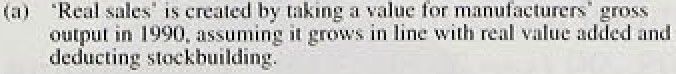 (a) 'Real sales' is created by taking a value for manufacturers' gross
output in 1990, assuming it grows in line with real value added and
deducting stockbuilding.